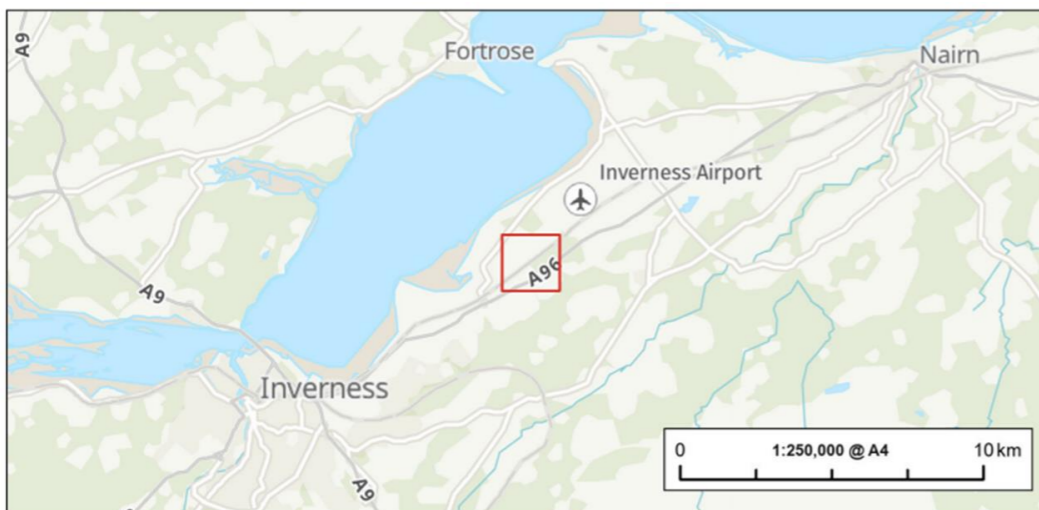 A9
Fortrose
Nairn
Inverness Airport
A96
A9
Inverness
A9
0 1:250,000 @ A4 10 km